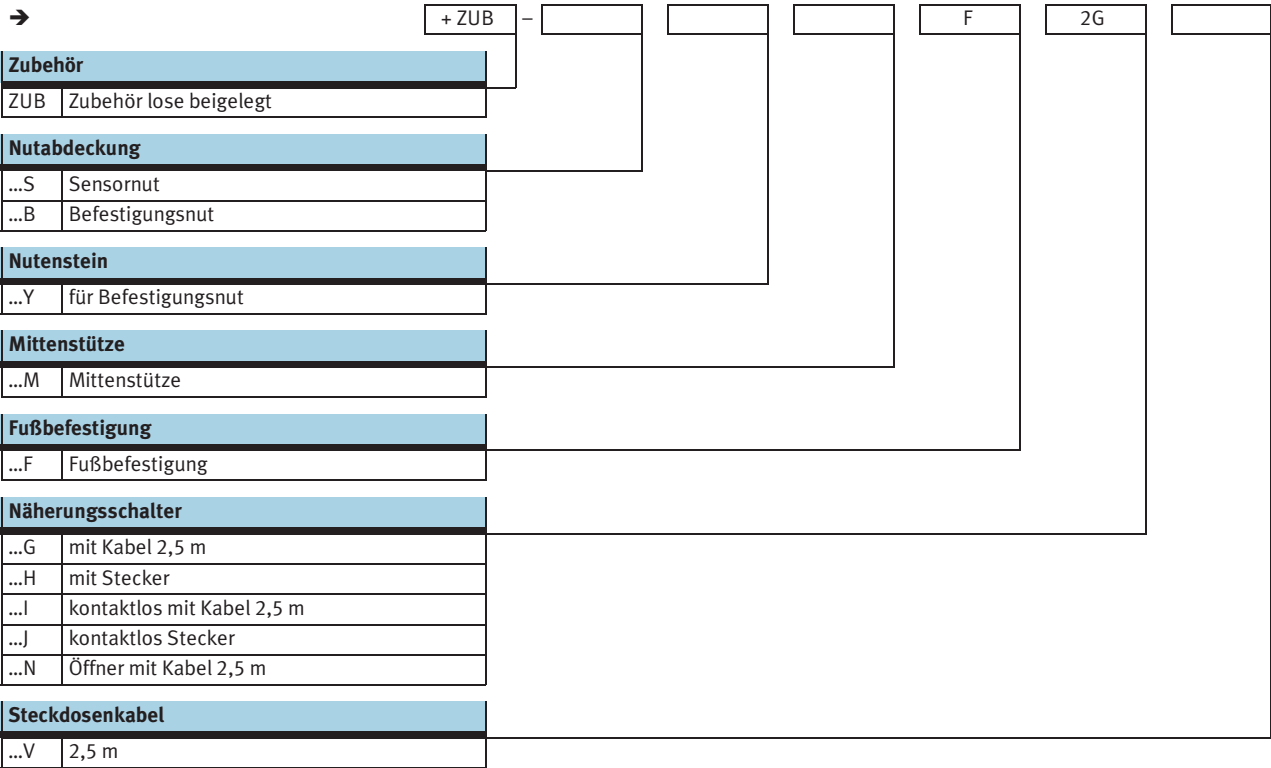 ➔ + ZUB – F 2G
Zubehör
ZUB Zubehör lose beigelegt
Nutabdeckung
...S Sensornut
...B Befestigungsnut
Nutenstein
...Y für Befestigungsnut
Mittenstütze
...M Mittenstütze
Fußbefestigung
...F Fußbefestigung
Näherungsschalter
...G mit Kabel 2,5 m
...H mit Stecker
...I kontaktlos mit Kabel 2,5 m
...J kontaktlos Stecker
...N Öffner mit Kabel 2,5 m
Steckdosenkabel
...V 2,5 m